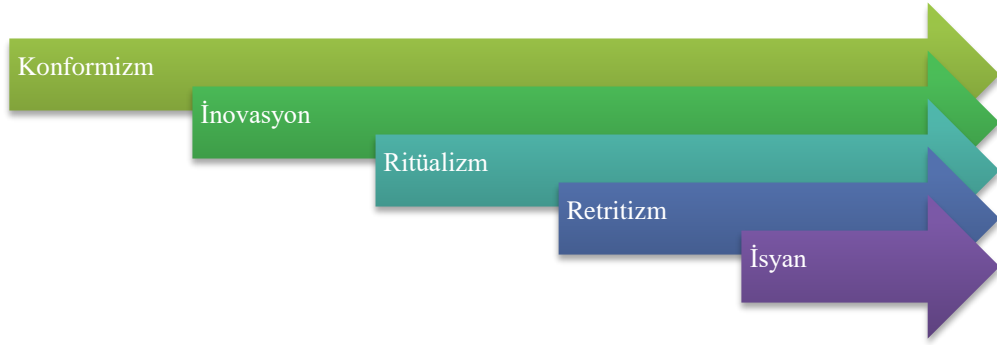 Konformizm
İnovasyon
Ritüalizm
Retritizm
İsyan